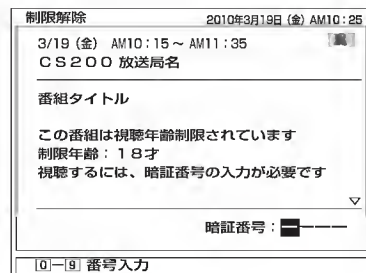 制限解除 2010年3月19日(金) AM10:25
3/19(金) AM10:15~AM11:35
CS200 放送局名
番組タイトル
この番組は視聴年齢制限されています
制限年齢:18才
視聴するには、暗証番号の入力が必要です
▽
暗証番号:■---
0-9 番号入力